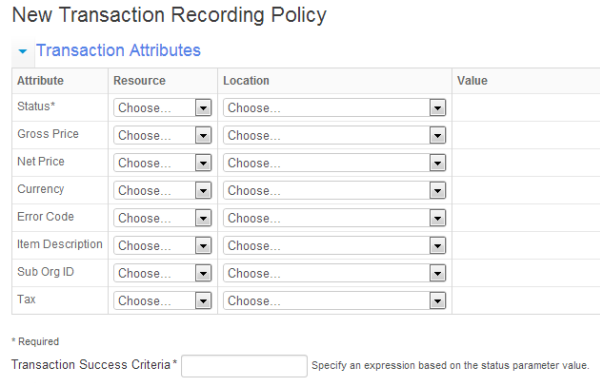 New Transaction Recording Policy
Transaction Attributes
Attribute Resource Location Value
Status* Choose... Choose...
Gross Price Choose... Choose...
Net Price Choose... Choose...
Currency Choose... Choose...
Error Code Choose... Choose...
Item Description Choose... Choose...
Sub Org ID Choose... Choose...
Tax Choose... Choose...
* Required
Transaction Success Criteria* Specify an expression based on the status parameter value.